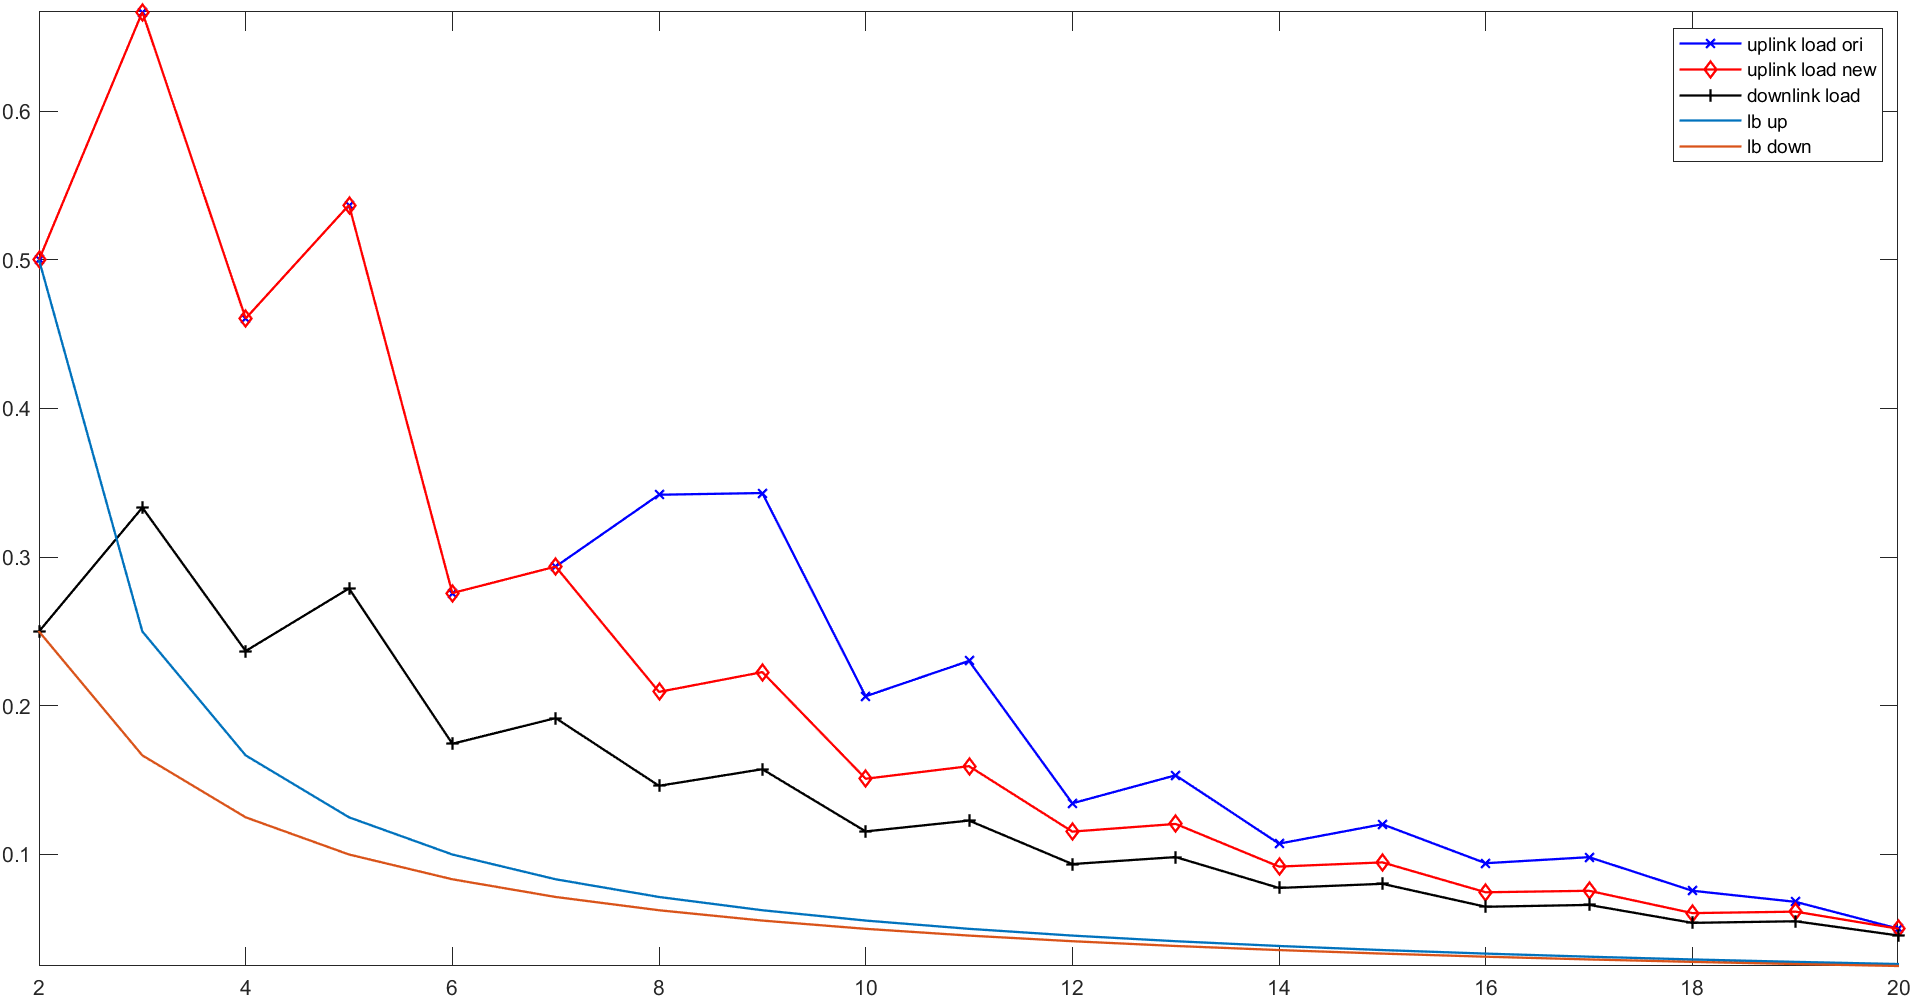 uplink load ori
uplink load new
downlink load
lb up
lb down
0.6
0.5
0.4
0.3
0.2
0.1
2 4 6 8 10 12 14 16 18 20